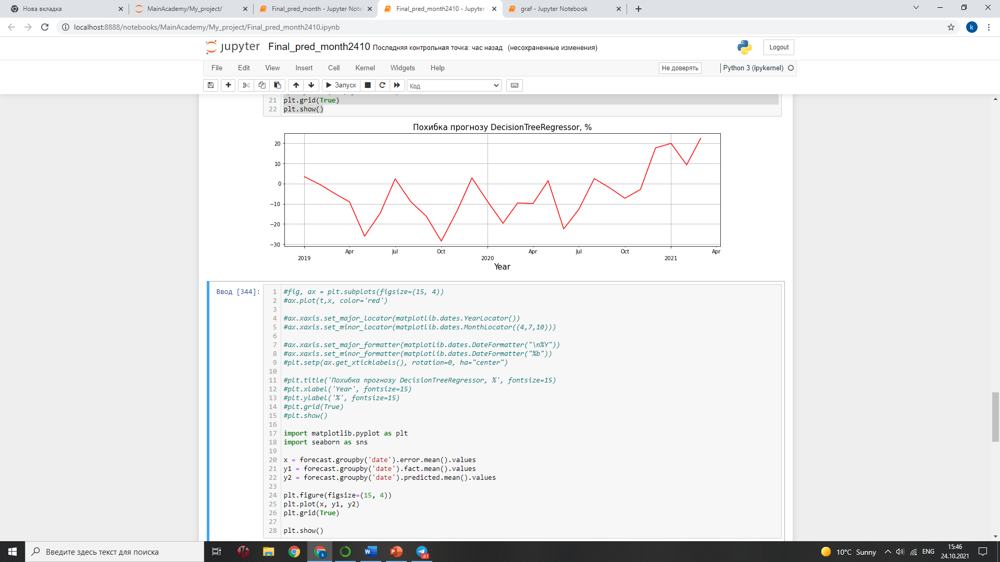 Нова вкладка
MainAcademy/My_project/
Final_pred_month - Jupyter Note
Final_pred_month2410 - Jupyter
graf - Jupyter Notebook
localhost:8888/notebooks/MainAcademy/My_project/Final_pred_month2410.ipynb
k
jupyter Final_pred_month2410 Последняя контрольная точка: час назад (несохраненные изменения)
Logout
File Edit View Insert Cell Kernel Widgets Help
Не доверять
Python 3 (ipykernel)
Запуск
Код
21 plt.grid(True)
22 plt.show()
Похибка прогнозу DecisionTreeRegressor, %
20
10
0
−10
−20
−30
Apr Jul Oct Apr Jul Oct Apr
2019 2020 2021
Year
Ввод [344]:
1 #fig, ax = plt.subplots(figsize=(15, 4))
2 #ax.plot(t,x, color='red')
3
4 #ax.xaxis.set_major_locator(matplotlib.dates.YearLocator())
5 #ax.xaxis.set_minor_locator(matplotlib.dates.MonthLocator((4,7,10)))
6
7 #ax.xaxis.set_major_formatter(matplotlib.dates.DateFormatter("\n%Y"))
8 #ax.xaxis.set_minor_formatter(matplotlib.dates.DateFormatter("%b"))
9 #plt.setp(ax.get_xticklabels(), rotation=0, ha="center")
10
11 #plt.title('Похибка прогнозу DecisionTreeRegressor, %', fontsize=15)
12 #plt.xlabel('Year', fontsize=15)
13 #plt.ylabel('%', fontsize=15)
14 #plt.grid(True)
15 #plt.show()
16
17 import matplotlib.pyplot as plt
18 import seaborn as sns
19
20 x = forecast.groupby('date').error.mean().values
21 y1 = forecast.groupby('date').fact.mean().values
22 y2 = forecast.groupby('date').predicted.mean().values
23
24 plt.figure(figsize=(15, 4))
25 plt.plot(x, y1, y2)
26 plt.grid(True)
27
28 plt.show()
Введите здесь текст для поиска
k
.61
10°C Sunny
ENG
15:46
24.10.2021